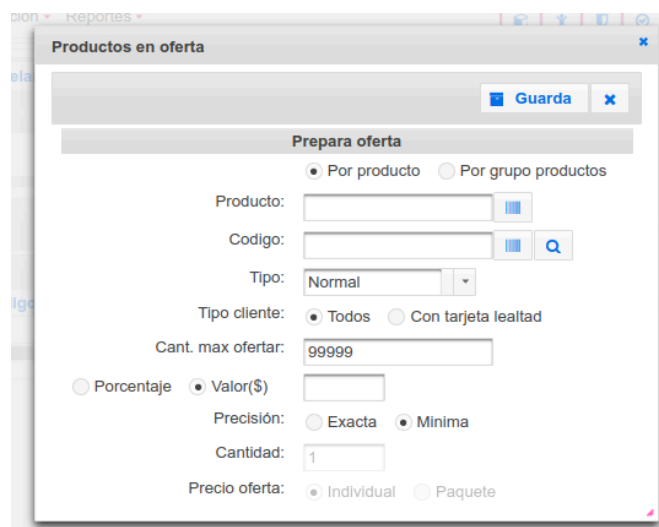 Reportes
Productos en oferta
Guarda
Prepara oferta
Por producto Por grupo productos
Producto:
Codigo:
Tipo: Normal
Tipo cliente: Todos Con tarjeta lealtad
Cant. max ofertar: 99999
Porcentaje Valor($)
Precisión: Exacta Minima
Cantidad: 1
Precio oferta: Individual Paquete